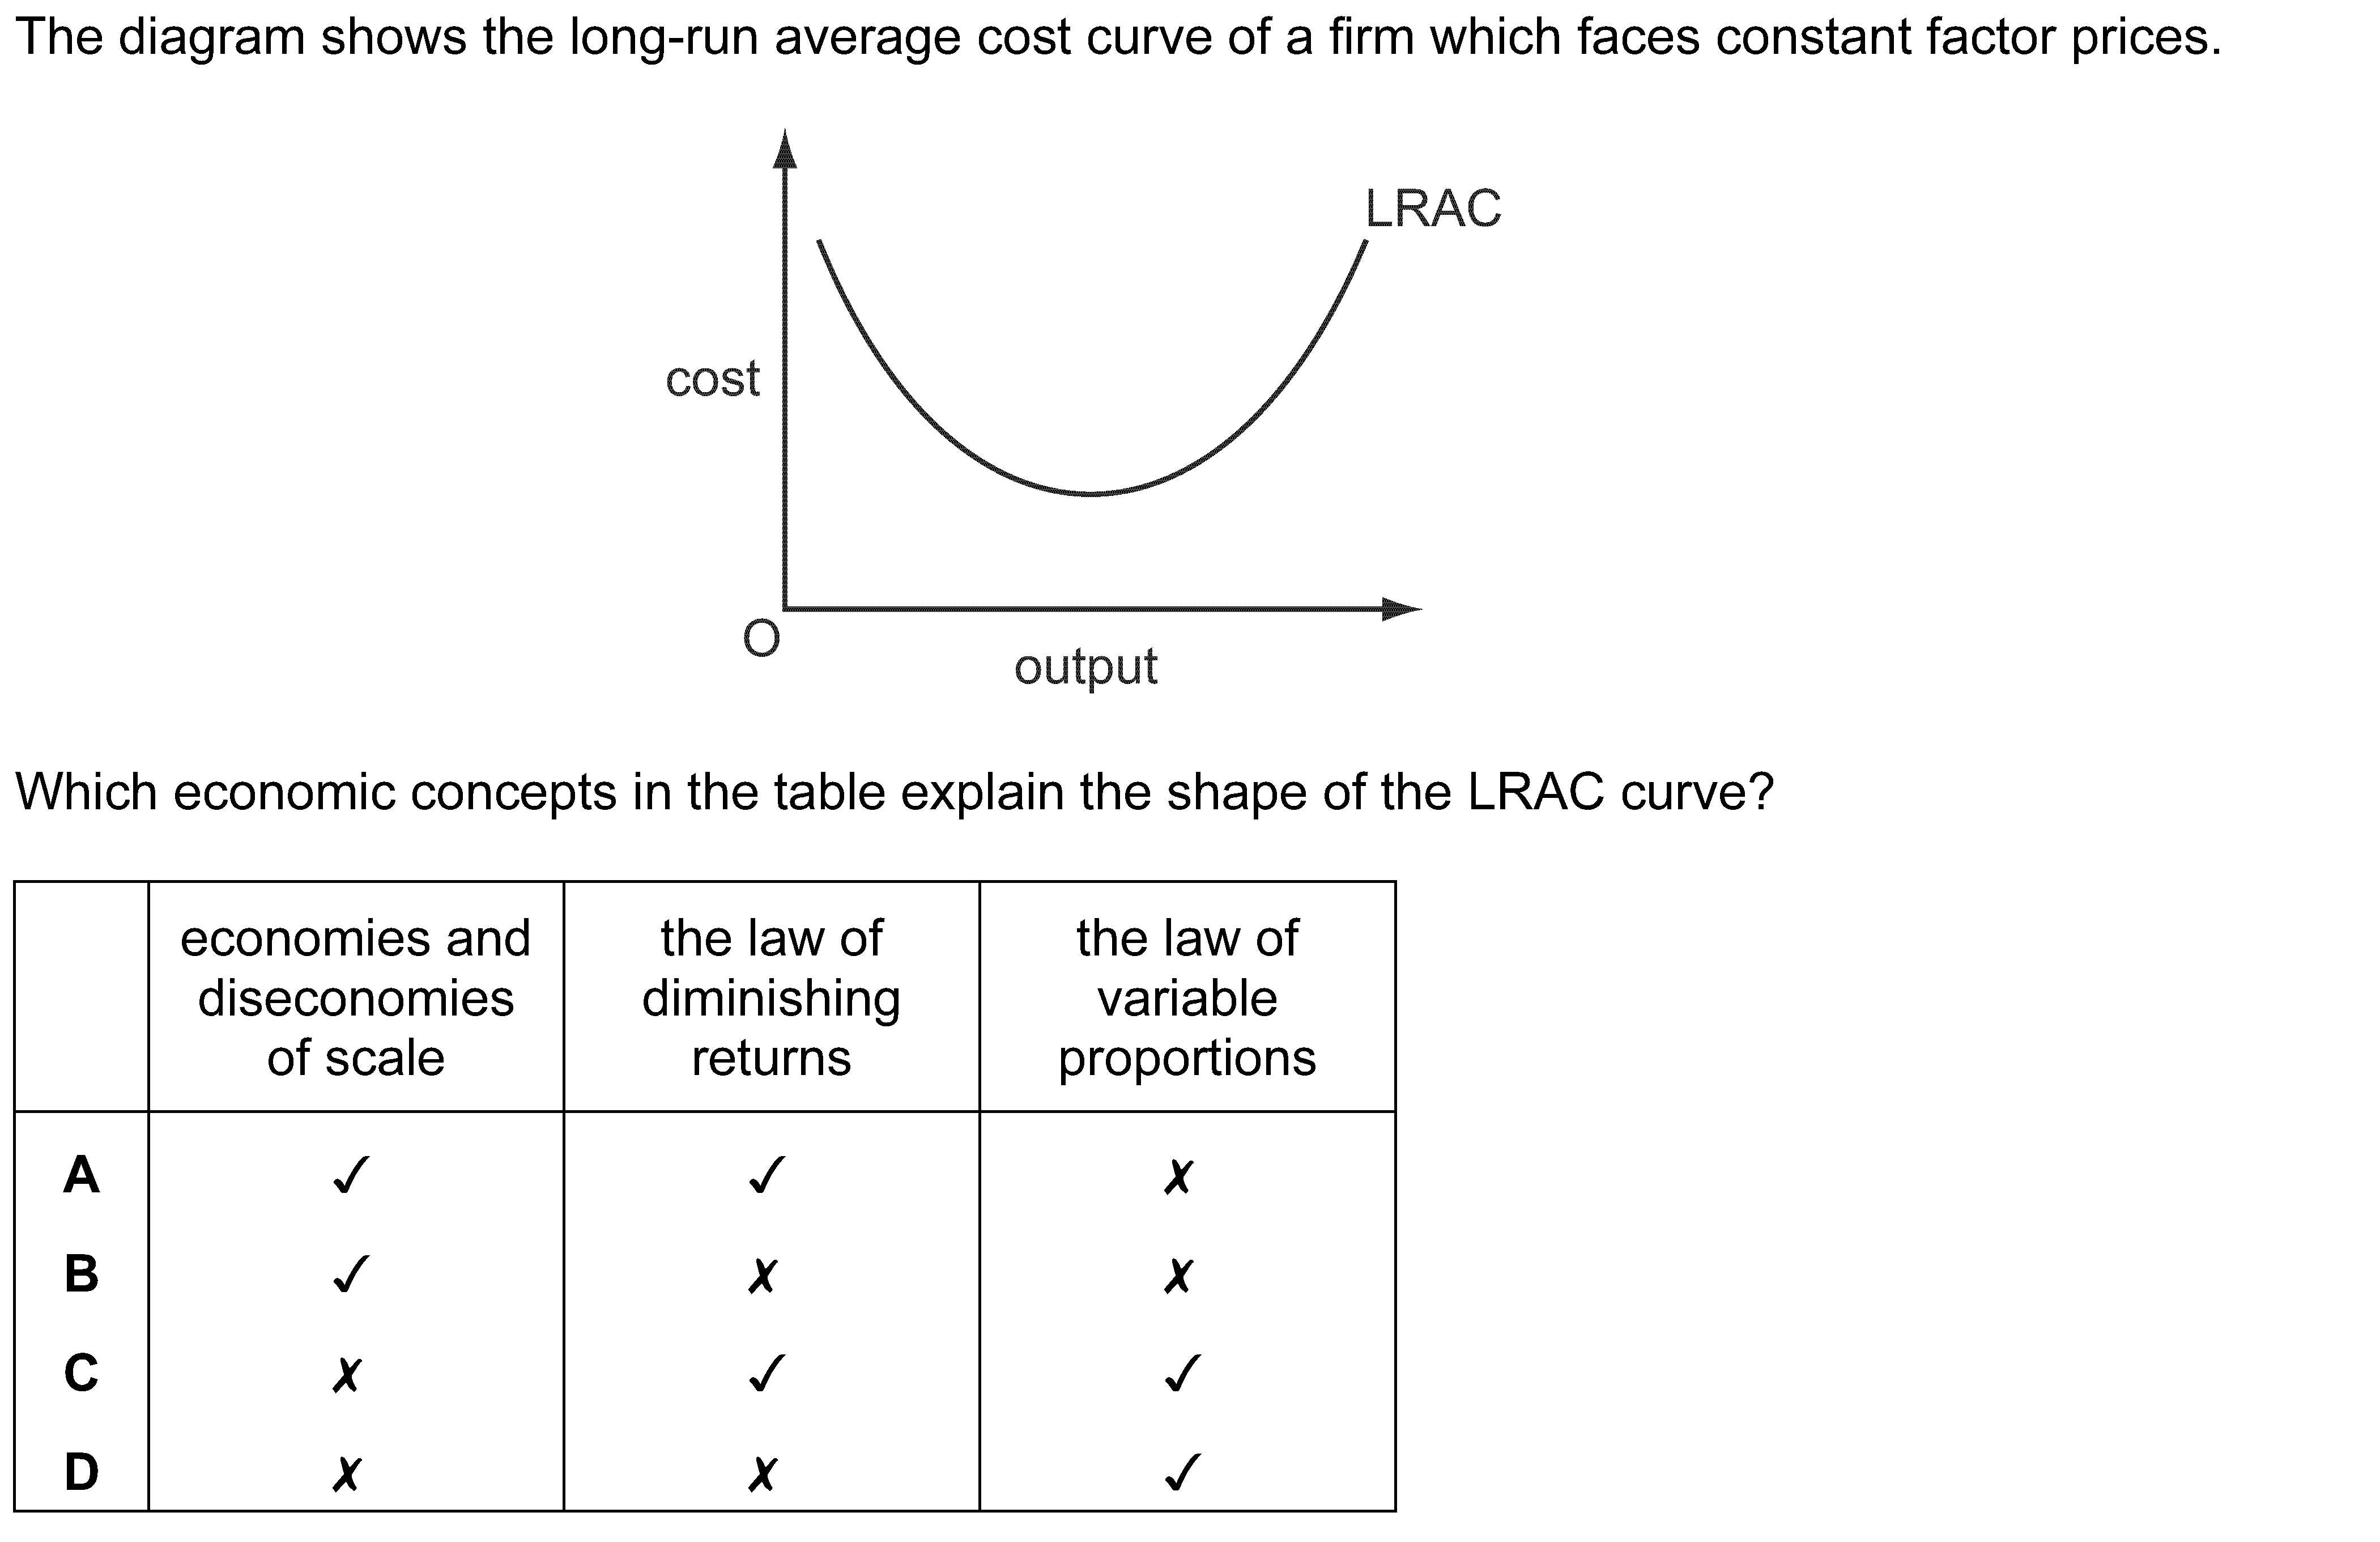 The diagram shows the long-run average cost curve of a firm which faces constant factor prices.
LRAC
cost
O
output
Which economic concepts in the table explain the shape of the LRAC curve?
economies and diseconomies of scale
the law of diminishing returns
the law of variable proportions
A ✓ ✓ ✗
B ✓ ✗ ✗
C ✗ ✓ ✓
D ✗ ✗ ✓